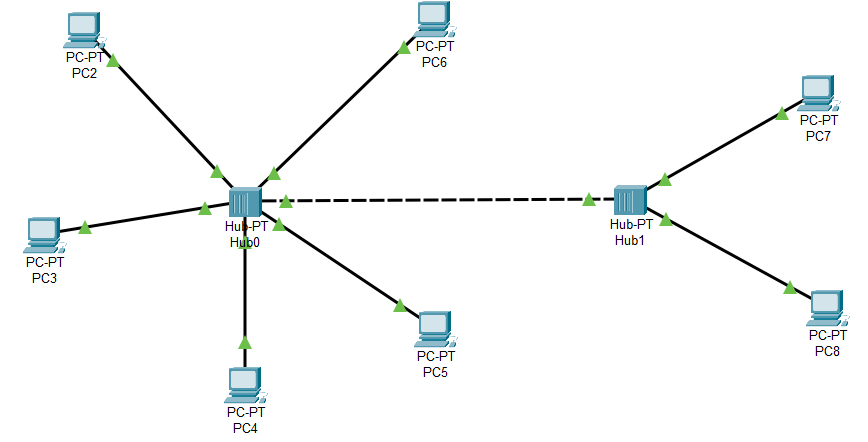 PC-PT
PC2
PC-PT
PC6
PC-PT
PC7
Hub-PT
Hub0
Hub-PT
Hub1
PC-PT
PC3
PC-PT
PC5
PC-PT
PC8
PC-PT
PC4